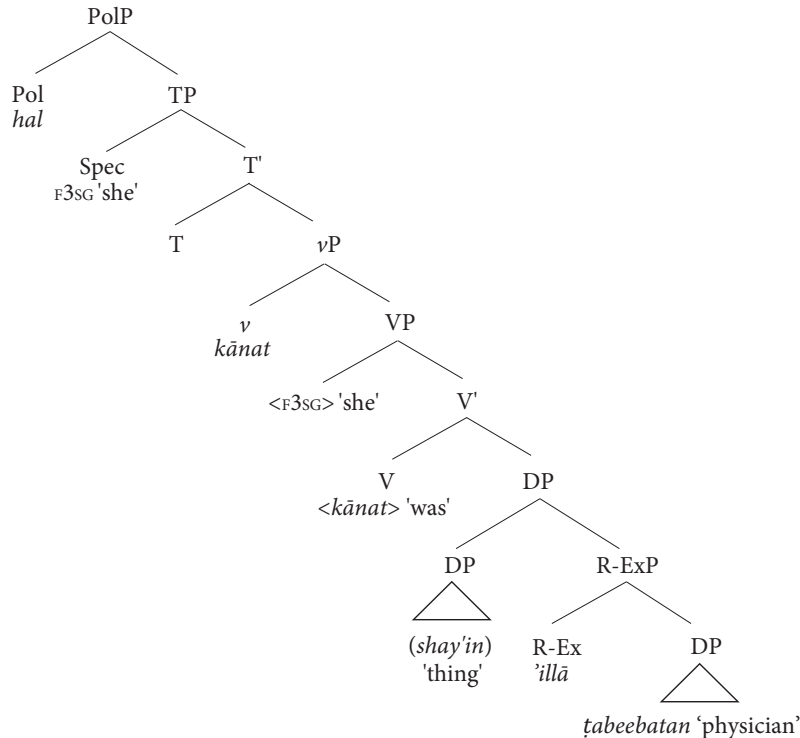 PolP
Pol TP
hal
Spec T'
F3SG 'she'
T vP
v VP
kānat
<F3SG> 'she' V'
V DP
<kānat> 'was'
DP R-ExP
(shay'in) R-Ex DP
'thing' 'illā
ṭabeebatan ‘physician’